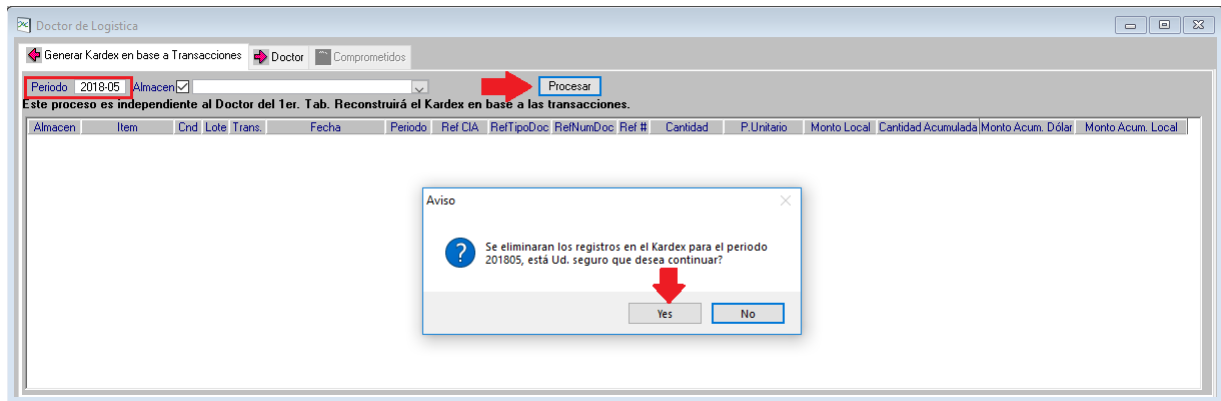 Doctor de Logistica
Generar Kardex en base a Transacciones Doctor Comprometidos
Periodo 2018-05 Almacen Procesar
Este proceso es independiente al Doctor del 1er. Tab. Reconstruirá el Kardex en base a las transacciones.
Almacen Item Cnd Lote Trans. Fecha Periodo Ref CIA RefTipoDoc RefNumDoc Ref # Cantidad P.Unitario Monto Local Cantidad Acumulada Monto Acum. Dólar Monto Acum. Local
Aviso
Se eliminaran los registros en el Kardex para el periodo
201805, está Ud. seguro que desea continuar?
Yes No